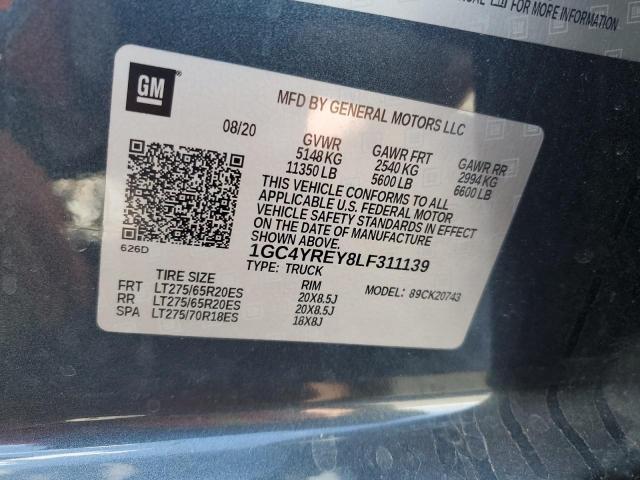 FOR MORE INFORMATION
GM
MFD BY GENERAL MOTORS LLC
08/20 GVWR GAWR FRT GAWR RR
5148 KG 2540 KG 2994 KG
11350 LB 5600 LB 6600 LB
THIS VEHICLE CONFORMS TO ALL
APPLICABLE U.S. FEDERAL MOTOR
VEHICLE SAFETY STANDARDS IN
EFFECT ON THE DATE OF MANUFACTURE
SHOWN ABOVE.
626D
1GC4YREY8LF311139
TYPE: TRUCK
TIRE SIZE RIM MODEL: 89CK20743
FRT LT275/65R20ES 20X8.5J
RR LT275/65R20ES 20X8.5J
SPA LT275/70R18ES 18X8J